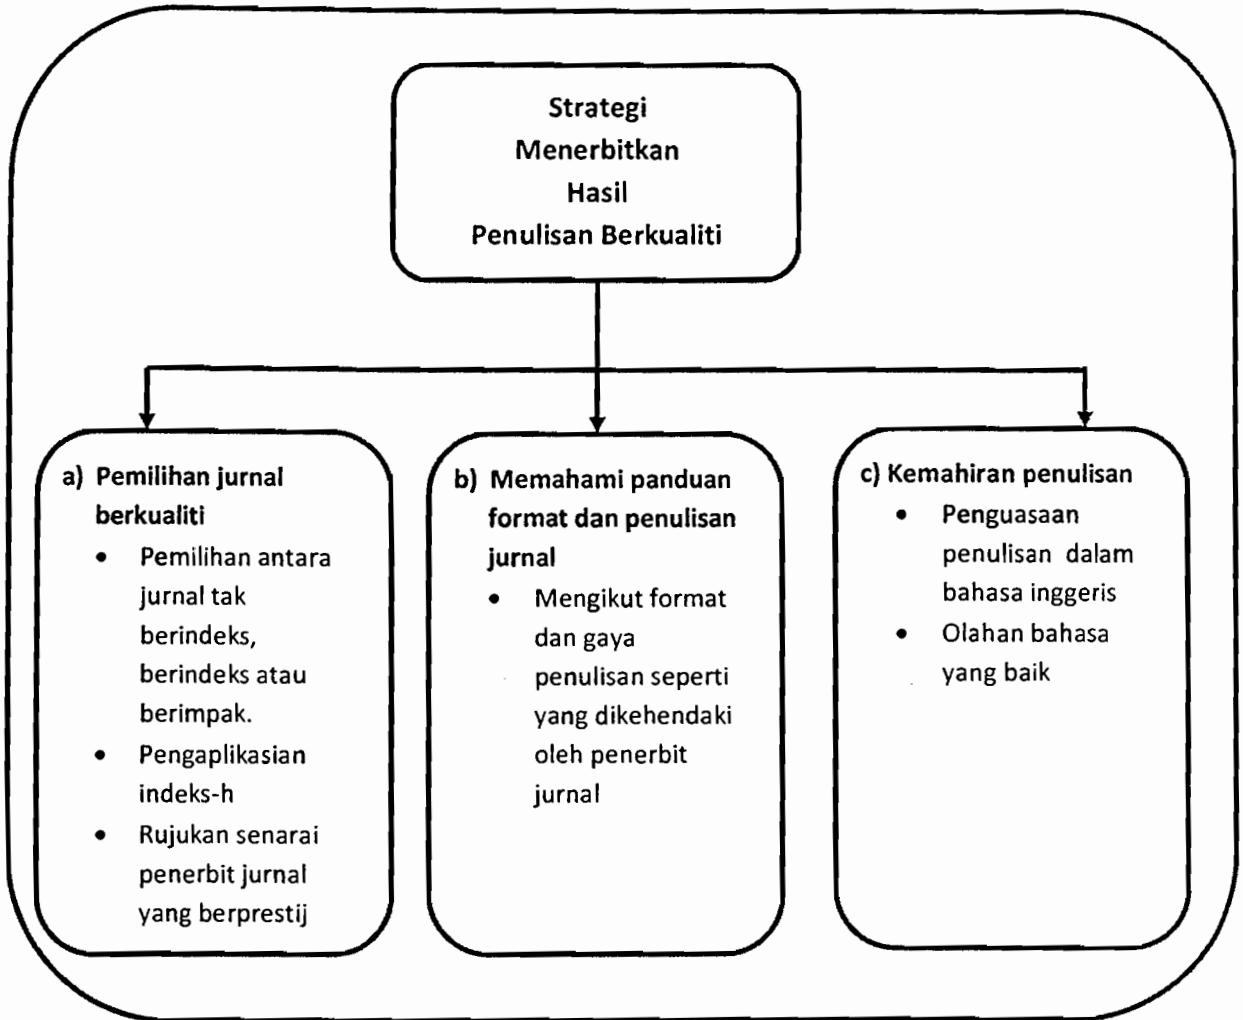 Strategi
Menerbitkan
Hasil
Penulisan Berkualiti
a) Pemilihan jurnal
berkualiti
• Pemilihan antara
jurnal tak
berindeks,
berindeks atau
berimpak.
• Pengaplikasian
indeks-h
• Rujukan senarai
penerbit jurnal
yang berprestij
b) Memahami panduan
format dan penulisan
jurnal
• Mengikut format
dan gaya
penulisan seperti
yang dikehendaki
oleh penerbit
jurnal
c) Kemahiran penulisan
• Penguasaan
penulisan dalam
bahasa inggeris
• Olahan bahasa
yang baik